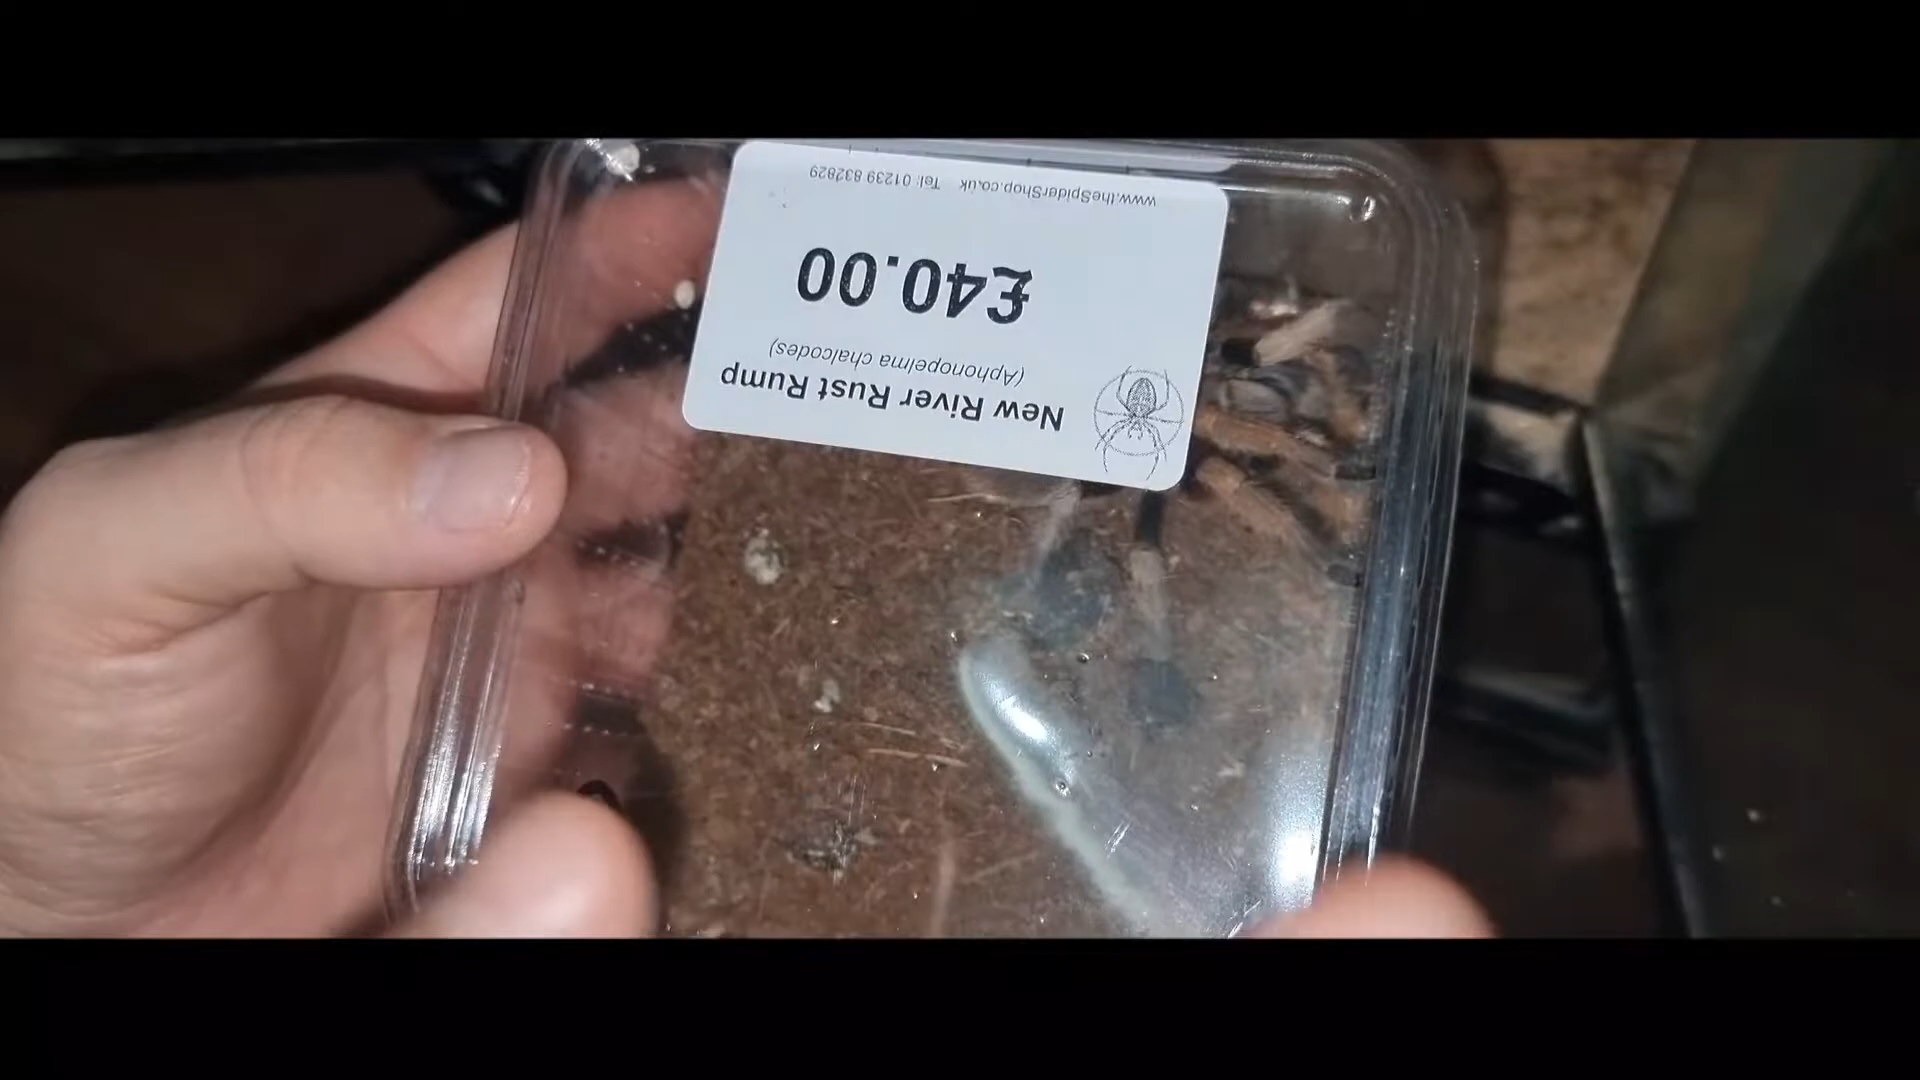 New River Rust Rump
(Aphonopelma chalcodes)
£40.00
www.theSpiderShop.co.uk Tel: 01239 832829